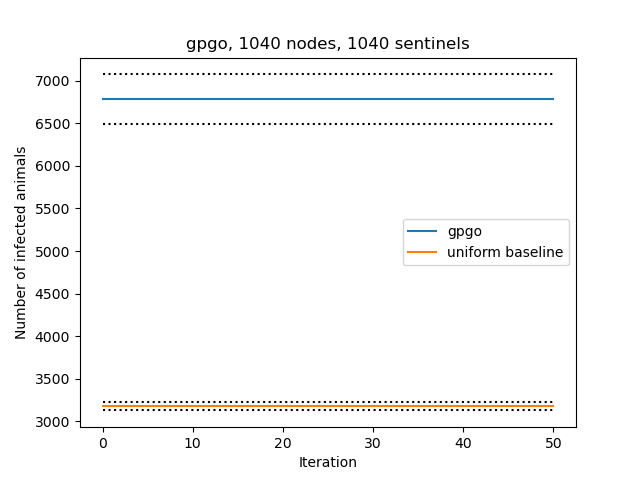 gpgo, 1040 nodes, 1040 sentinels
Number of infected animals
7000
6500
6000
5500
5000
4500
4000
3500
3000
gpgo
uniform baseline
0 10 20 30 40 50
Iteration